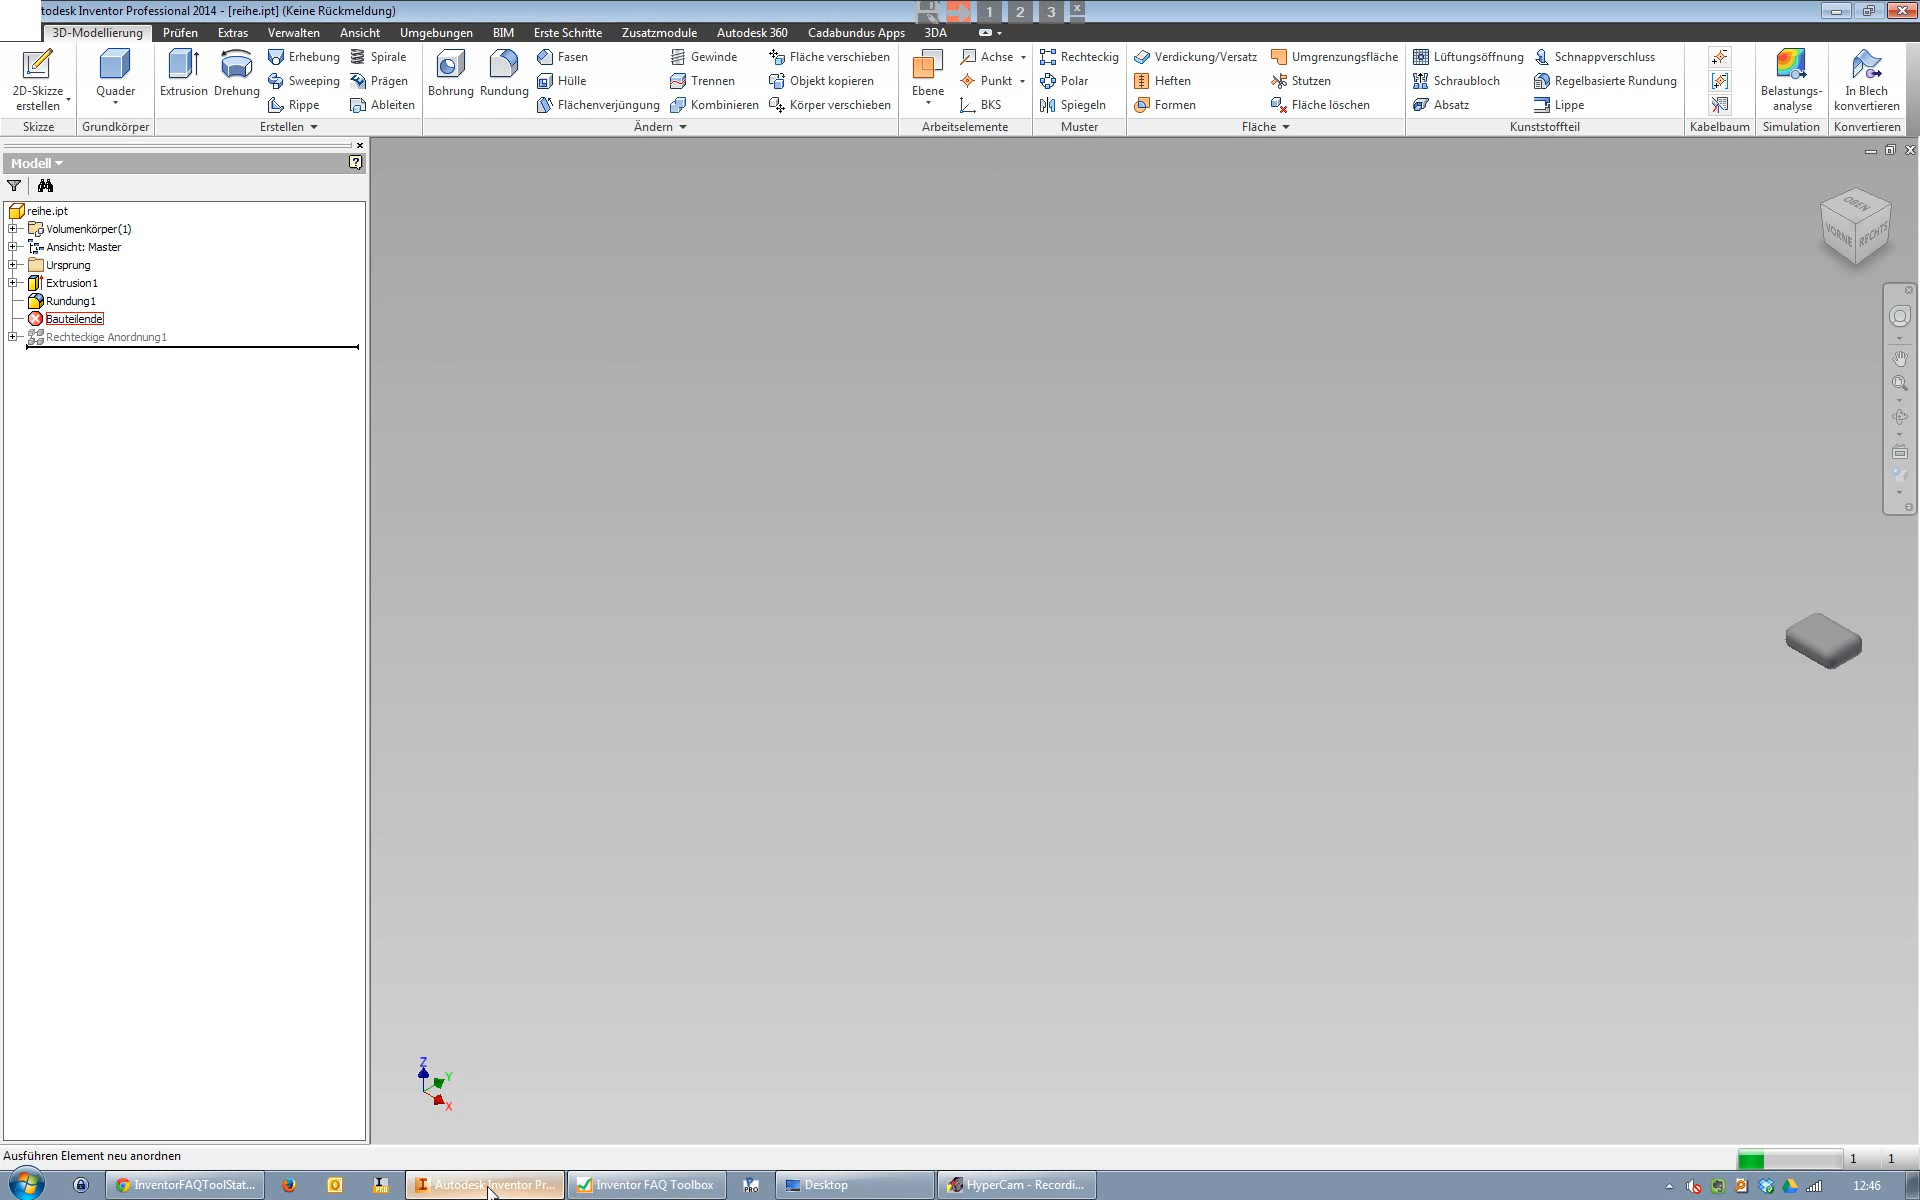 todesk Inventor Professional 2014 - [reihe.ipt] (Keine Rückmeldung)
1 2 3 x
3D-Modellierung Prüfen Extras Verwalten Ansicht Umgebungen BIM Erste Schritte Zusatzmodule Autodesk 360 Cadabundus Apps 3DA
2D-Skizze erstellen
Skizze
Quader
Grundkörper
Extrusion Drehung
Erhebung Spirale
Sweeping Prägen
Rippe Ableiten
Erstellen
Bohrung Rundung
Fasen Gewinde Fläche verschieben
Hülle Trennen Objekt kopieren
Flächenverjüngung Kombinieren Körper verschieben
Ändern
Ebene
Achse
Punkt
BKS
Arbeitselemente
Rechteckig
Polar
Spiegeln
Muster
Verdickung/Versatz Umgrenzungsfläche
Heften Stutzen
Formen Fläche löschen
Fläche
Lüftungsöffnung Schnappverschluss
Schraubloch Regelbasierte Rundung
Absatz Lippe
Kunststoffteil
Kabelbaum
Belastungs-
analyse
Simulation
In Blech
konvertieren
Konvertieren
Modell
reihe.ipt
Volumenkörper(1)
Ansicht: Master
Ursprung
Extrusion1
Rundung1
Bauteilende
Rechteckige Anordnung1
OBEN
VORNE RECHTS
Z
Y
X
Ausführen Element neu anordnen
1 1
InventorFAQToolStat... Autodesk Inventor Pr... Inventor FAQ Toolbox PRO Desktop HyperCam - Recordi... 12:46